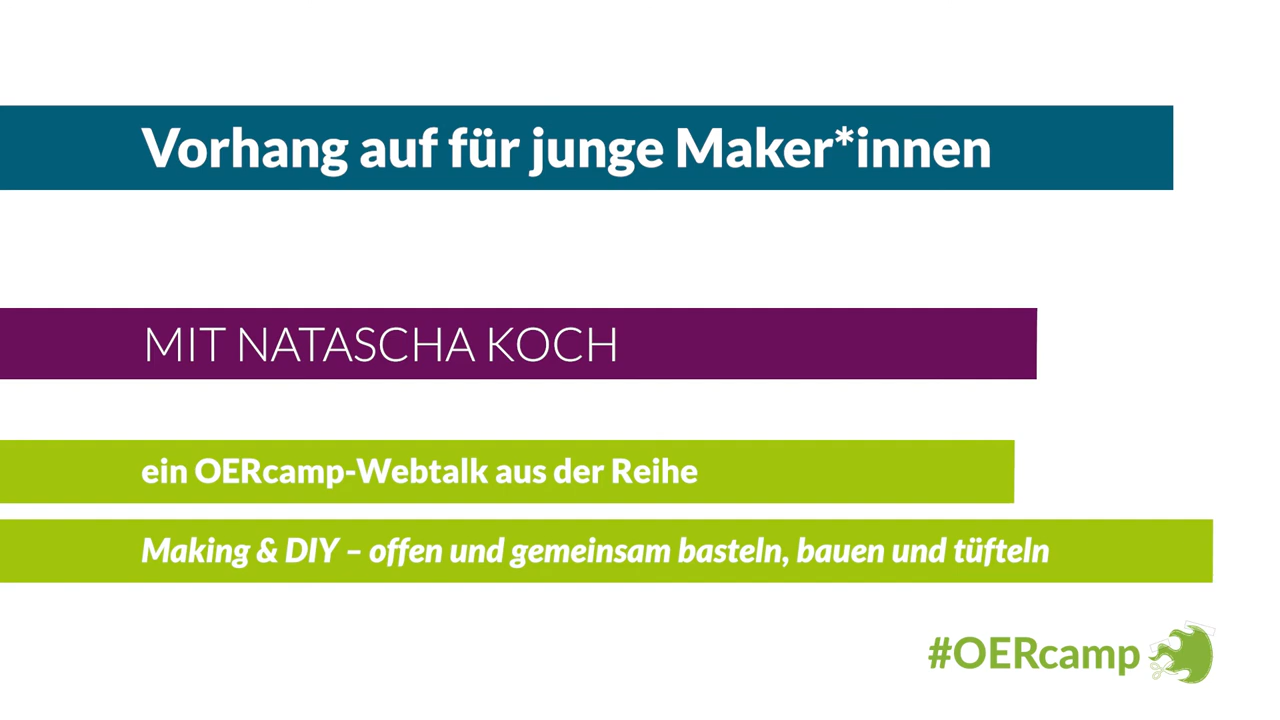 Vorhang auf für junge Maker*innen
MIT NATASCHA KOCH
ein OERcamp-Webtalk aus der Reihe
Making & DIY – offen und gemeinsam basteln, bauen und tüfteln
#OERcamp